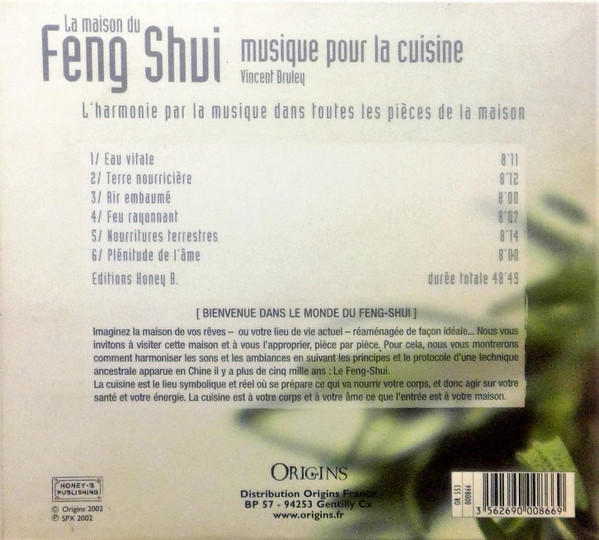 La maison du
Feng Shui musique pour la cuisine
Vincent Bruley
L'harmonie par la musique dans toutes les pièces de la maison
1/ Eau vitale 8'11
2/ Terre nourricière 8'12
3/ Air embaumé 8'00
4/ Feu rayonnant 8'07
5/ Nourritures terrestres 8'14
6/ Plénitude de l'âme 8'00
Editions Honey B. durée totale 48'49
[ BIENVENUE DANS LE MONDE DU FENG-SHUI ]
Imaginez la maison de vos rêves – ou votre lieu de vie actuel – réaménagée de façon idéale... Nous vous
invitons à visiter cette maison et à vous l'approprier, pièce par pièce. Pour cela, nous vous montrerons
comment harmoniser les sons et les ambiances en suivant les principes et le protocole d'une technique
ancestrale apparue en Chine il y a plus de cinq mille ans : Le Feng-Shui.
La cuisine est le lieu symbolique et réel où se prépare ce qui va nourrir votre corps, et donc agir sur votre
santé et votre énergie. La cuisine est à votre corps et à votre âme ce que l'entrée est à votre maison.
HONEY-B
PUBLISHING
© Origins 2002
℗ SPX 2002
ORIGINS
Distribution Origins France
BP 57 - 94253 Gentilly Cx
www.origins.fr
OR 553
000866
3 562690 008669